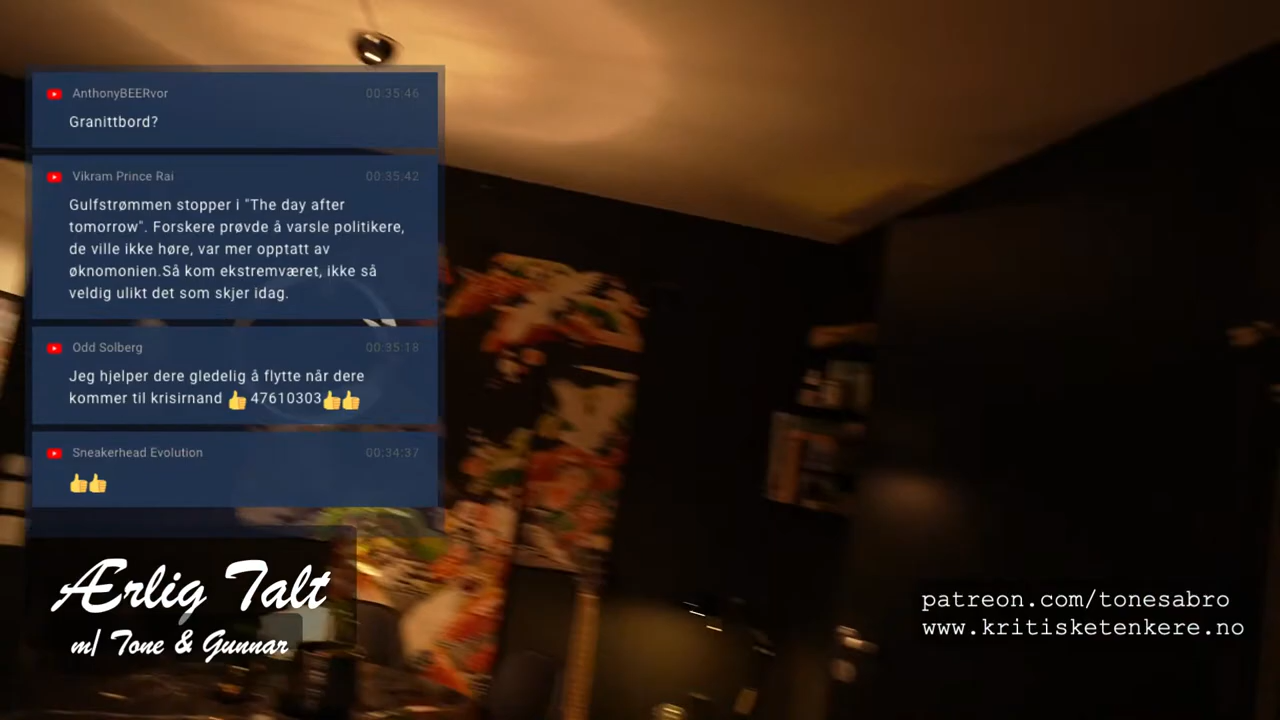 AnthonyBEERvor 00:35:46
Granittbord?
Vikram Prince Rai 00:35:42
Gulfstrømmen stopper i "The day after
tomorrow". Forskere prøvde å varsle politikere,
de ville ikke høre, var mer opptatt av
øknomonien.Så kom ekstremværet, ikke så
veldig ulikt det som skjer idag.
Odd Solberg 00:35:18
Jeg hjelper dere gledelig å flytte når dere
kommer til krisirnand 👍 47610303👍👍
Sneakerhead Evolution 00:34:37
👍👍
Ærlig Talt
m/ Tone & Gunnar
patreon.com/tonesabro
www.kritisketenkere.no